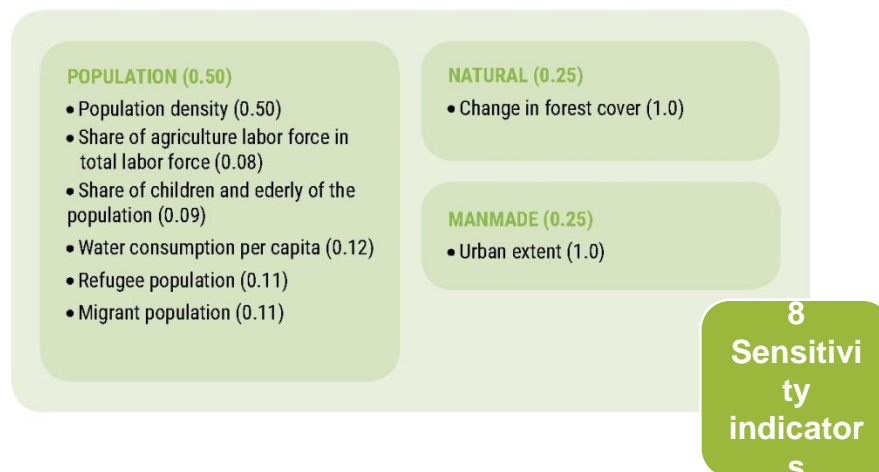 POPULATION (0.50)
• Population density (0.50)
• Share of agriculture labor force in
total labor force (0.08)
• Share of children and ederly of the
population (0.09)
• Water consumption per capita (0.12)
• Refugee population (0.11)
• Migrant population (0.11)
NATURAL (0.25)
• Change in forest cover (1.0)
MANMADE (0.25)
• Urban extent (1.0)
8
Sensitivi
ty
indicator
s